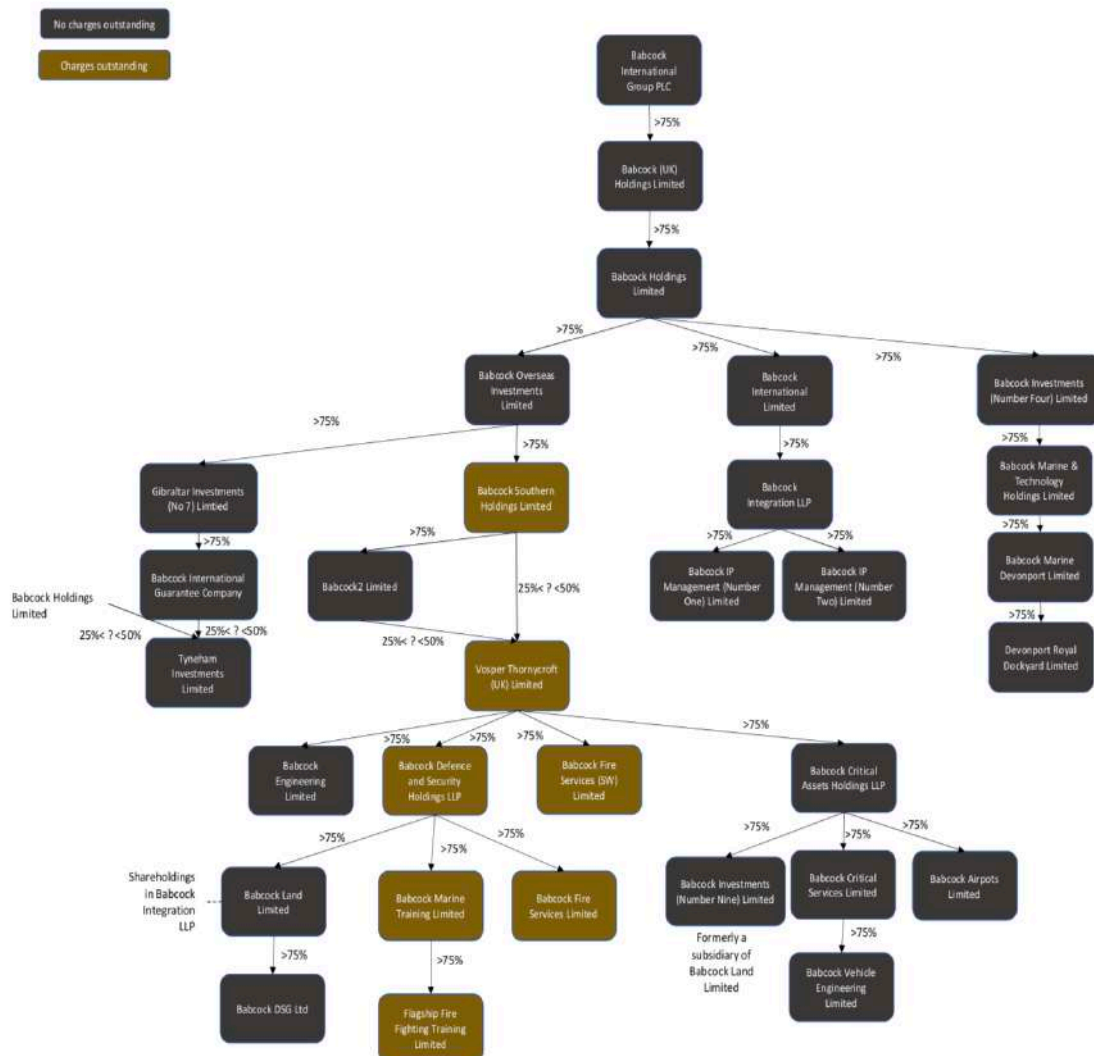 No charges outstanding
Charges outstanding
Babcock
International
Group PLC
>75%
Babcock (UK)
Holdings Limited
>75%
Babcock Holdings
Limited
>75%
>75%
>75%
Babcock Overseas
Investments
Limited
Babcock
International
Limited
Babcock Investments
(Number Four) Limited
>75%
>75%
>75%
>75%
Gibraltar Investments
(No 7) Limtied
Babcock Southern
Holdings Limited
Babcock
Integration LLP
Babcock Marine &
Technology
Holdings Limited
>75%
>75%
>75%
>75%
>75%
Babcock International
Guarantee Company
Babcock2 Limited
25%< ? <50%
Babcock IP
Management (Number
One) Limited
Babcock IP
Management (Number
Two) Limited
Babcock Marine
Devonport Limited
Babcock Holdings
Limited
25%< ? <50%
25%< ? <50%
25%< ? <50%
>75%
Tyneham
Investments
Limited
Vosper Thornycroft
(UK) Limited
Devonport Royal
Dockyard Limited
>75%
>75%
>75%
>75%
Babcock
Engineering
Limited
Babcock Defence
and Security
Holdings LLP
Babcock Fire
Services (SW)
Limited
Babcock Critical
Assets Holdings LLP
>75%
>75%
>75%
>75%
>75%
>75%
Shareholdings
in Babcock
Integration
LLP
Babcock Land
Limited
Babcock Marine
Training Limited
Babcock Fire
Services Limited
Babcock Investments
(Number Nine) Limited
Babcock Critical
Services Limited
Babcock Airpots
Limited
Formerly a
subsidiary of
Babcock Land
Limited
>75%
>75%
>75%
Babcock DSG Ltd
Flagship Fire
Fighting Training
Limited
Babcock Vehicle
Engineering
Limited